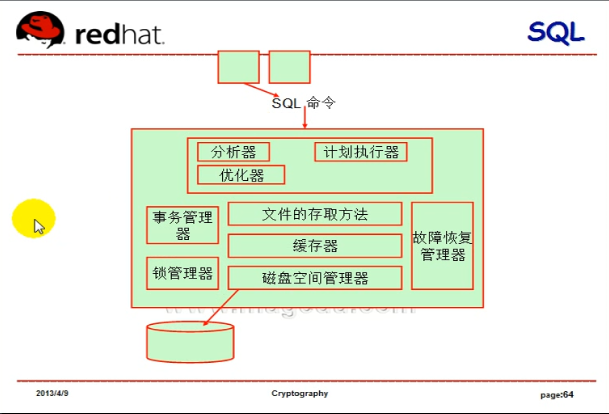 redhat.
SQL
SQL 命令
分析器
计划执行器
优化器
事务管理
器
文件的存取方法
缓存器
故障恢复
管理器
锁管理器
磁盘空间管理器
2013/4/9
Cryptography
page:64